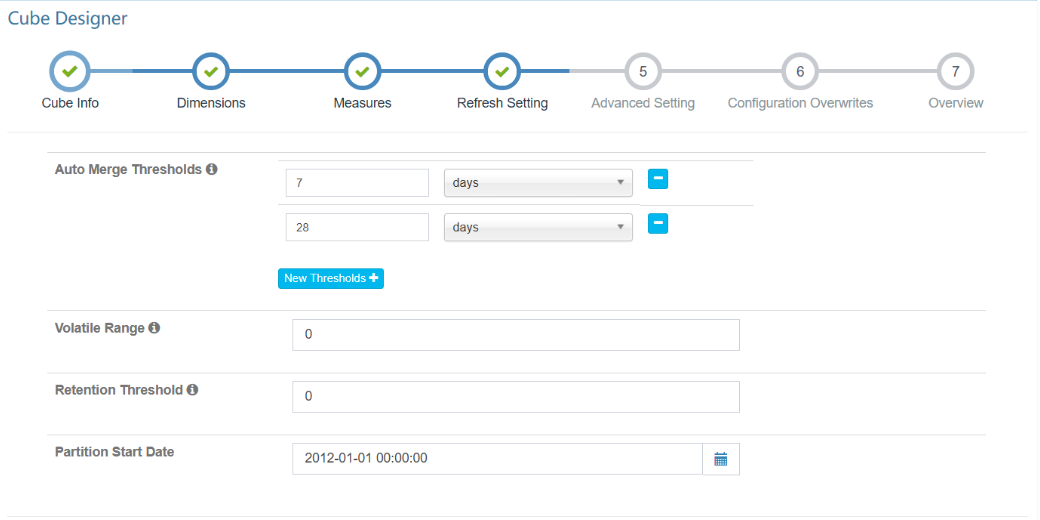 Cube Designer
5 6 7
Cube Info Dimensions Measures Refresh Setting Advanced Setting Configuration Overwrites Overview
Auto Merge Thresholds
7 days
28 days
New Thresholds
Volatile Range
0
Retention Threshold
0
Partition Start Date
2012-01-01 00:00:00